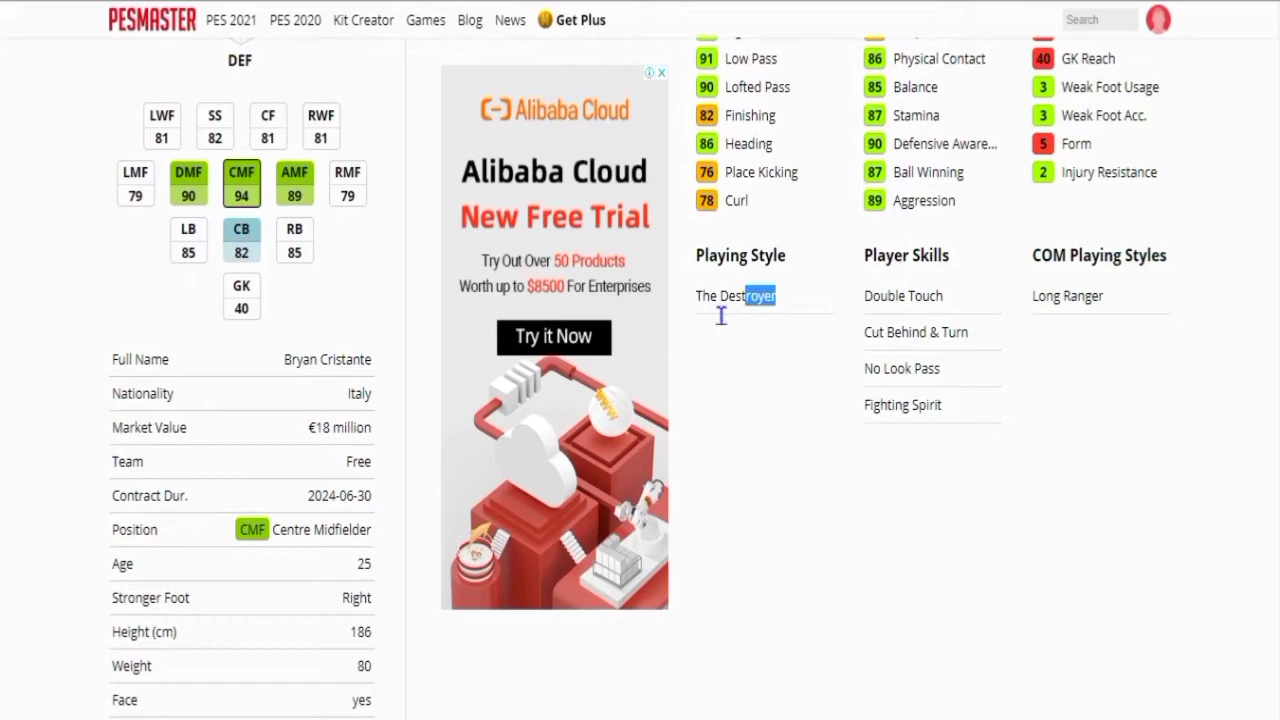 PESMASTER PES 2021 PES 2020 Kit Creator Games Blog News Get Plus Search
DEF
LWF SS CF RWF
81 82 81 81
LMF DMF CMF AMF RMF
79 90 94 89 79
LB CB RB
85 82 85
GK
40
Full Name Bryan Cristante
Nationality Italy
Market Value €18 million
Team Free
Contract Dur. 2024-06-30
Position CMF Centre Midfielder
Age 25
Stronger Foot Right
Height (cm) 186
Weight 80
Face yes
Alibaba Cloud
Alibaba Cloud
New Free Trial
Try Out Over 50 Products
Worth up to $8500 For Enterprises
Try it Now
www
91 Low Pass 86 Physical Contact 40 GK Reach
90 Lofted Pass 85 Balance 3 Weak Foot Usage
82 Finishing 87 Stamina 3 Weak Foot Acc.
86 Heading 90 Defensive Aware... 5 Form
76 Place Kicking 87 Ball Winning 2 Injury Resistance
78 Curl 89 Aggression
Playing Style Player Skills COM Playing Styles
The Destroyer Double Touch Long Ranger
Cut Behind & Turn
No Look Pass
Fighting Spirit